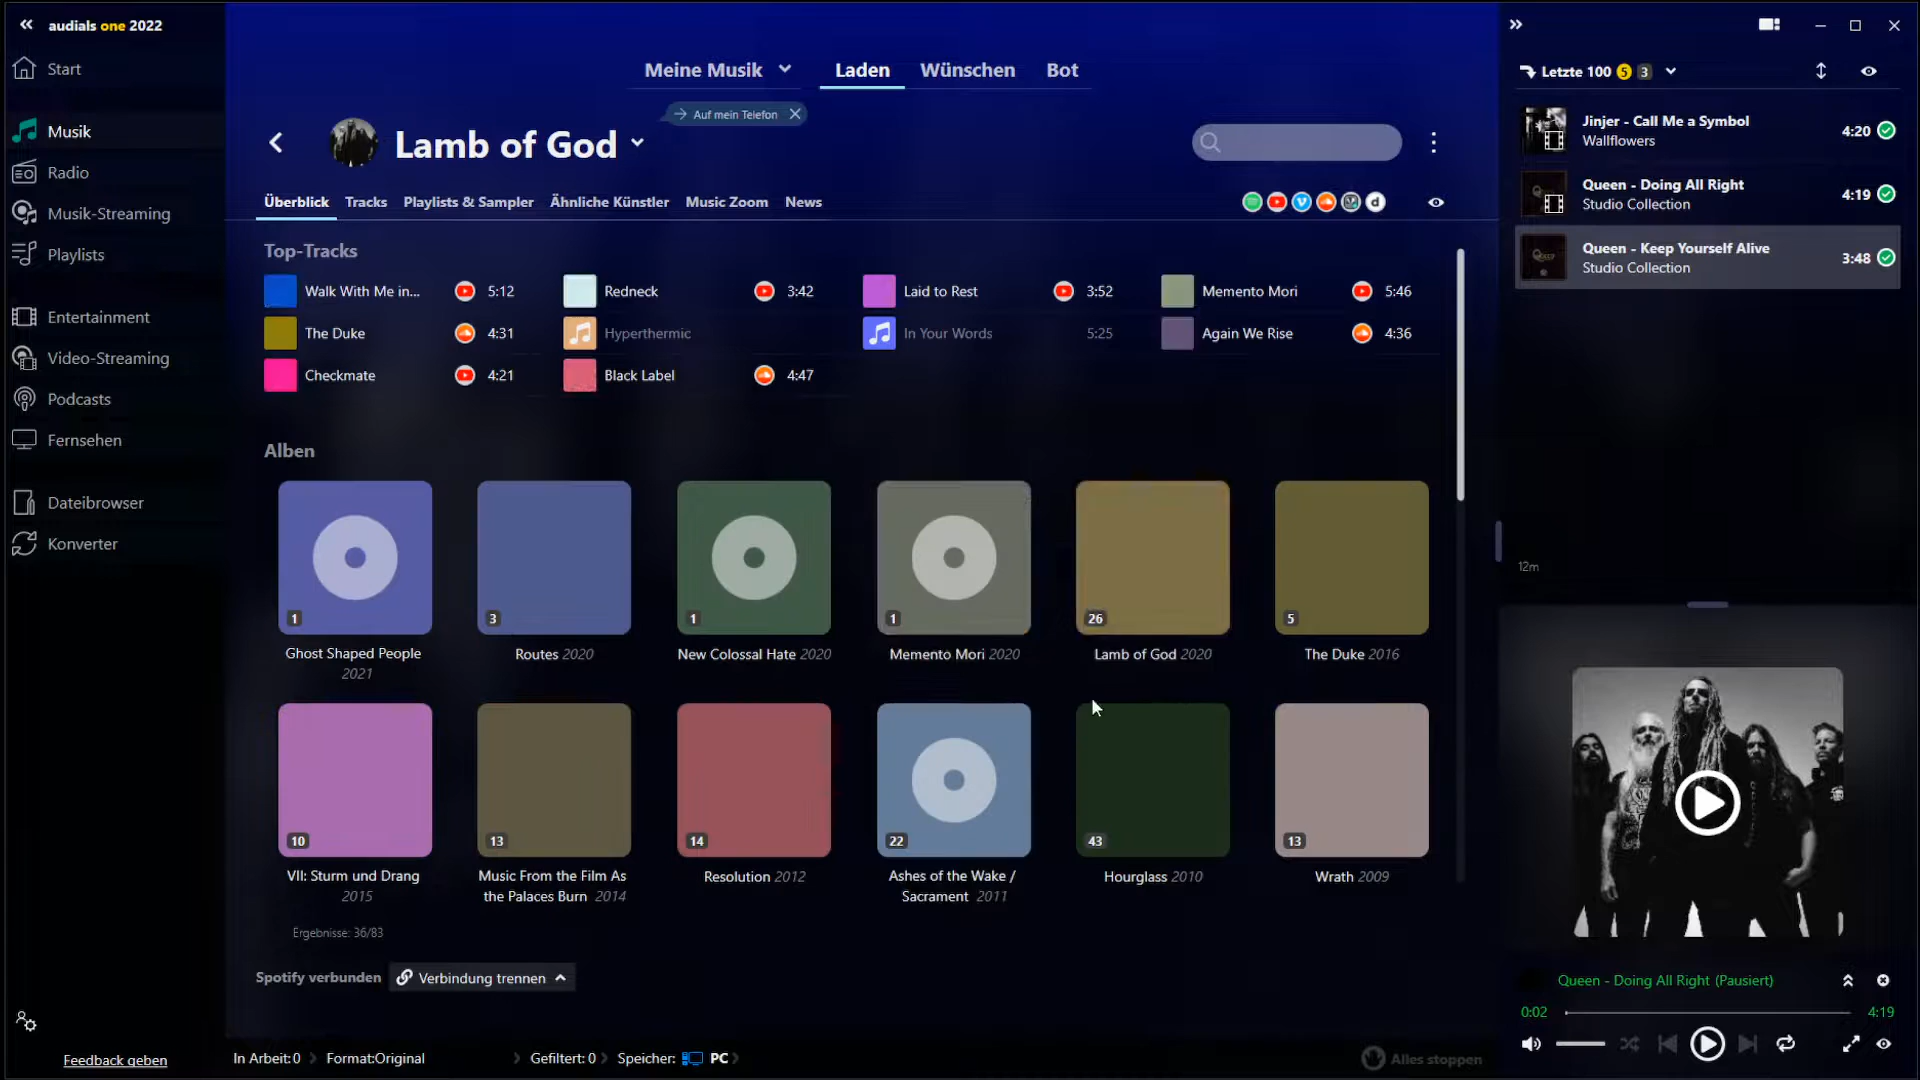 audials one 2022
Start
Musik
Radio
Musik-Streaming
Playlists
Entertainment
Video-Streaming
Podcasts
Fernsehen
Dateibrowser
Konverter
Feedback geben
Meine Musik
Laden
Wünschen
Bot
Auf mein Telefon
Lamb of God
Überblick
Tracks
Playlists & Sampler
Ähnliche Künstler
Music Zoom
News
Top-Tracks
Walk With Me in... 5:12
Redneck 3:42
Laid to Rest 3:52
Memento Mori 5:46
The Duke 4:31
Hyperthermic
In Your Words 5:25
Again We Rise 4:36
Checkmate 4:21
Black Label 4:47
Alben
1
3
1
1
26
5
Ghost Shaped People
2021
Routes 2020
New Colossal Hate 2020
Memento Mori 2020
Lamb of God 2020
The Duke 2016
10
13
14
22
43
13
VII: Sturm und Drang
2015
Music From the Film As
the Palaces Burn 2014
Resolution 2012
Ashes of the Wake /
Sacrament 2011
Hourglass 2010
Wrath 2009
Ergebnisse: 36/83
Spotify verbunden
Verbindung trennen
In Arbeit: 0
Format: Original
Gefiltert: 0
Speicher: PC
Alles stoppen
Letzte 100 5 3
Jinjer - Call Me a Symbol
Wallflowers
4:20
Queen - Doing All Right
Studio Collection
4:19
Queen - Keep Yourself Alive
Studio Collection
3:48
12m
Queen - Doing All Right (Pausiert)
0:02
4:19